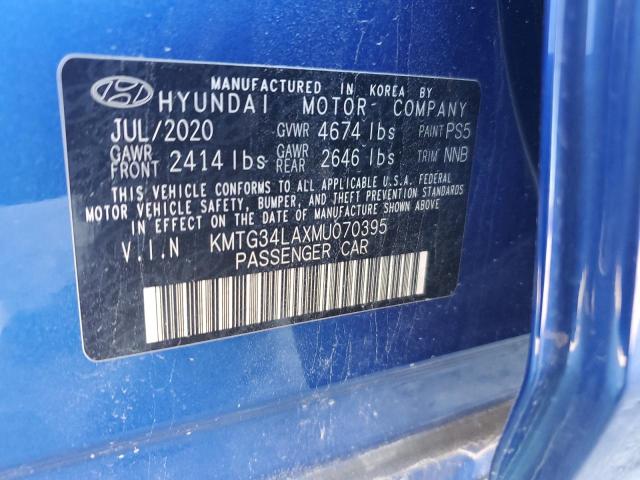 MANUFACTURED IN KOREA BY
HYUNDAI MOTOR COMPANY
JUL/2020 GVWR 4674 lbs PAINT PS5
GAWR FRONT 2414 lbs GAWR REAR 2646 lbs TRIM NNB
THIS VEHICLE CONFORMS TO ALL APPLICABLE U.S.A. FEDERAL
MOTOR VEHICLE SAFETY, BUMPER, AND THEFT PREVENTION STANDARDS
IN EFFECT ON THE DATE OF MANUFACTURE SHOWN ABOVE.
V.I.N KMTG34LAXMU070395
PASSENGER CAR